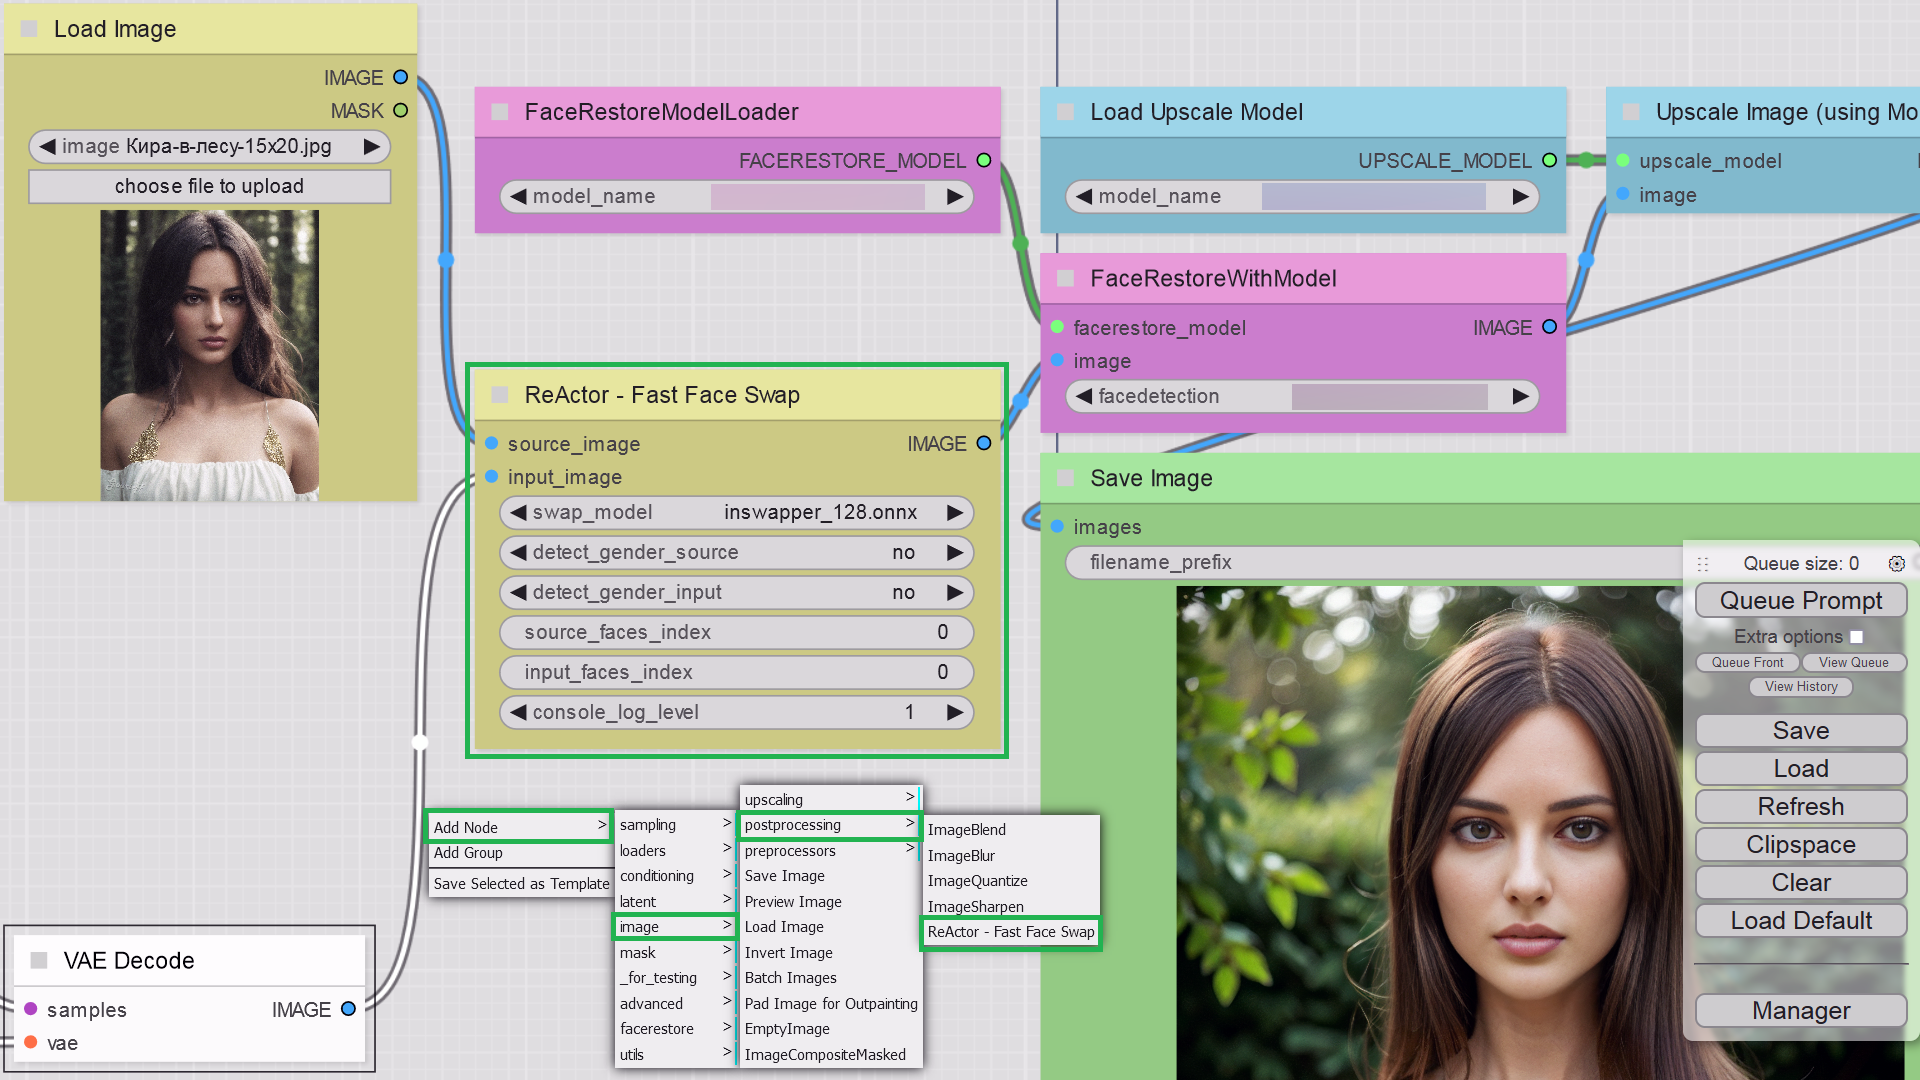 Load Image
IMAGE
MASK
image Кира-в-лесу-15x20.jpg
choose file to upload
FaceRestoreModelLoader
FACERESTORE_MODEL
model_name
Load Upscale Model
UPSCALE_MODEL
model_name
Upscale Image (using Mo
upscale_model
image
FaceRestoreWithModel
facerestore_model IMAGE
image
facedetection
ReActor - Fast Face Swap
source_image IMAGE
input_image
swap_model inswapper_128.onnx
detect_gender_source no
detect_gender_input no
source_faces_index 0
input_faces_index 0
console_log_level 1
Save Image
images
filename_prefix
Queue size: 0
Queue Prompt
Extra options
Queue Front View Queue
View History
Save
Load
Refresh
Clipspace
Clear
Load Default
Manager
Add Node >
Add Group
Save Selected as Template
sampling >
loaders >
conditioning >
latent >
image >
mask >
_for_testing >
advanced >
facerestore >
utils >
upscaling >
postprocessing >
preprocessors >
Save Image
Preview Image
Load Image
Invert Image
Batch Images
Pad Image for Outpainting
EmptyImage
ImageCompositeMasked
ImageBlend
ImageBlur
ImageQuantize
ImageSharpen
ReActor - Fast Face Swap
VAE Decode
samples IMAGE
vae